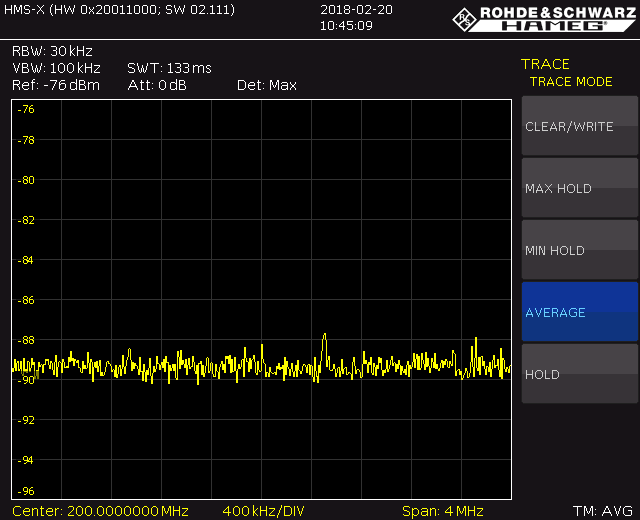 HMS-X (HW 0x20011000; SW 02.111)
2018-02-20
10:45:09
ROHDE & SCHWARZ
HAMEG
RBW: 30 kHz
VBW: 100 kHz SWT: 133 ms
Ref: -76 dBm Att: 0 dB Det: Max
-76
-78
-80
-82
-84
-86
-88
-90
-92
-94
-96
Center: 200.0000000 MHz 400 kHz/DIV Span: 4 MHz
TRACE
TRACE MODE
CLEAR/WRITE
MAX HOLD
MIN HOLD
AVERAGE
HOLD
TM: AVG